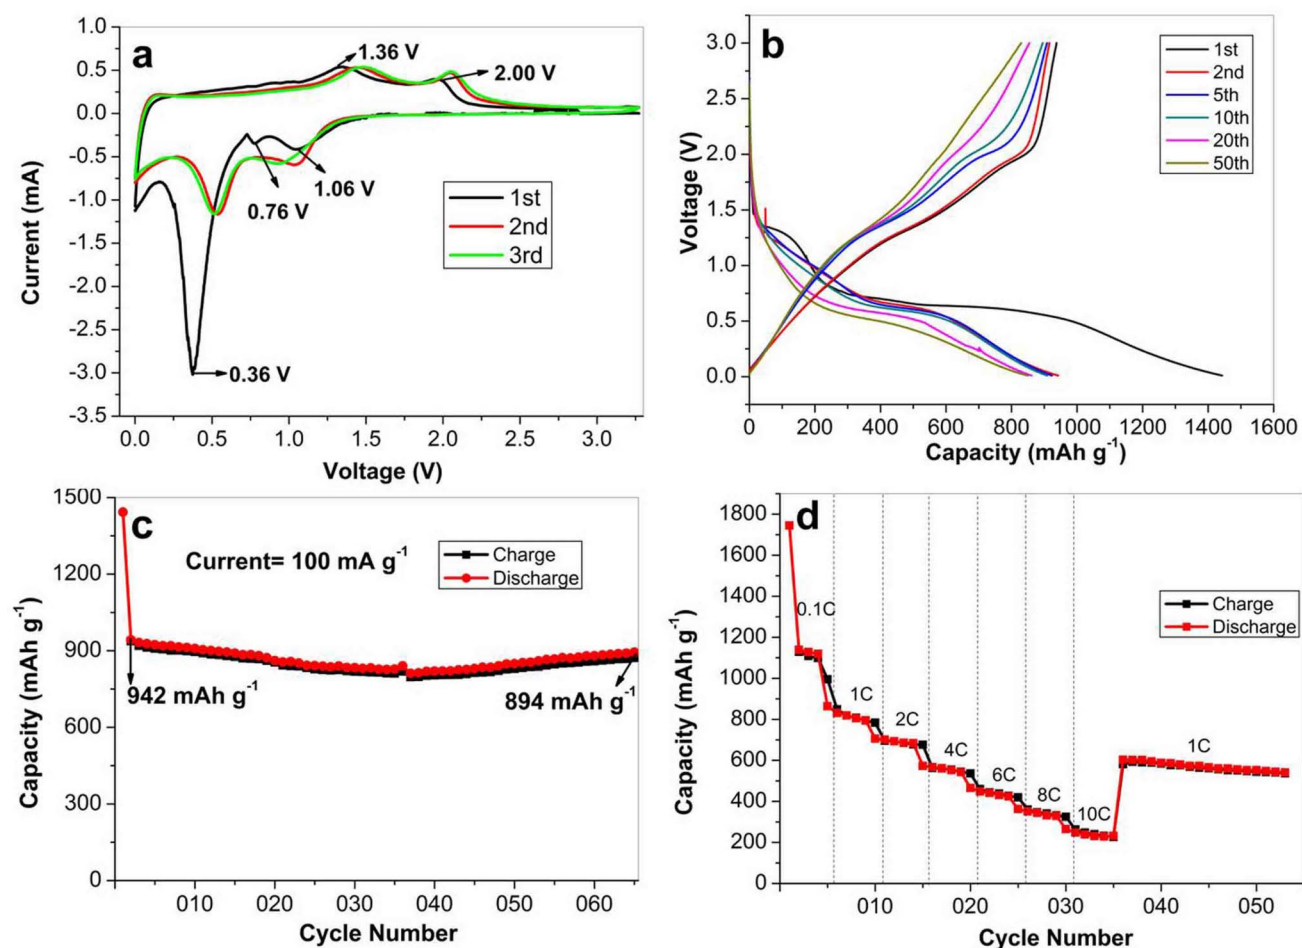 a
1.36 V
2.00 V
1.06 V
0.76 V
0.36 V
1st
2nd
3rd
1.0
0.5
0.0
-0.5
-1.0
-1.5
-2.0
-2.5
-3.0
-3.5
Current (mA)
0.0 0.5 1.0 1.5 2.0 2.5 3.0
Voltage (V)
b
1st
2nd
5th
10th
20th
50th
3.0
2.5
2.0
1.5
1.0
0.5
0.0
Voltage (V)
0 200 400 600 800 1000 1200 1400 1600
Capacity (mAh g⁻¹)
c
Current= 100 mA g⁻¹
Charge
Discharge
942 mAh g⁻¹
894 mAh g⁻¹
1500
1200
900
600
300
0
Capacity (mAh g⁻¹)
010 020 030 040 050 060
Cycle Number
d
0.1C
1C
2C
4C
6C
8C
10C
1C
Charge
Discharge
1800
1600
1400
1200
1000
800
600
400
200
0
Capacity (mAh g⁻¹)
010 020 030 040 050
Cycle Number